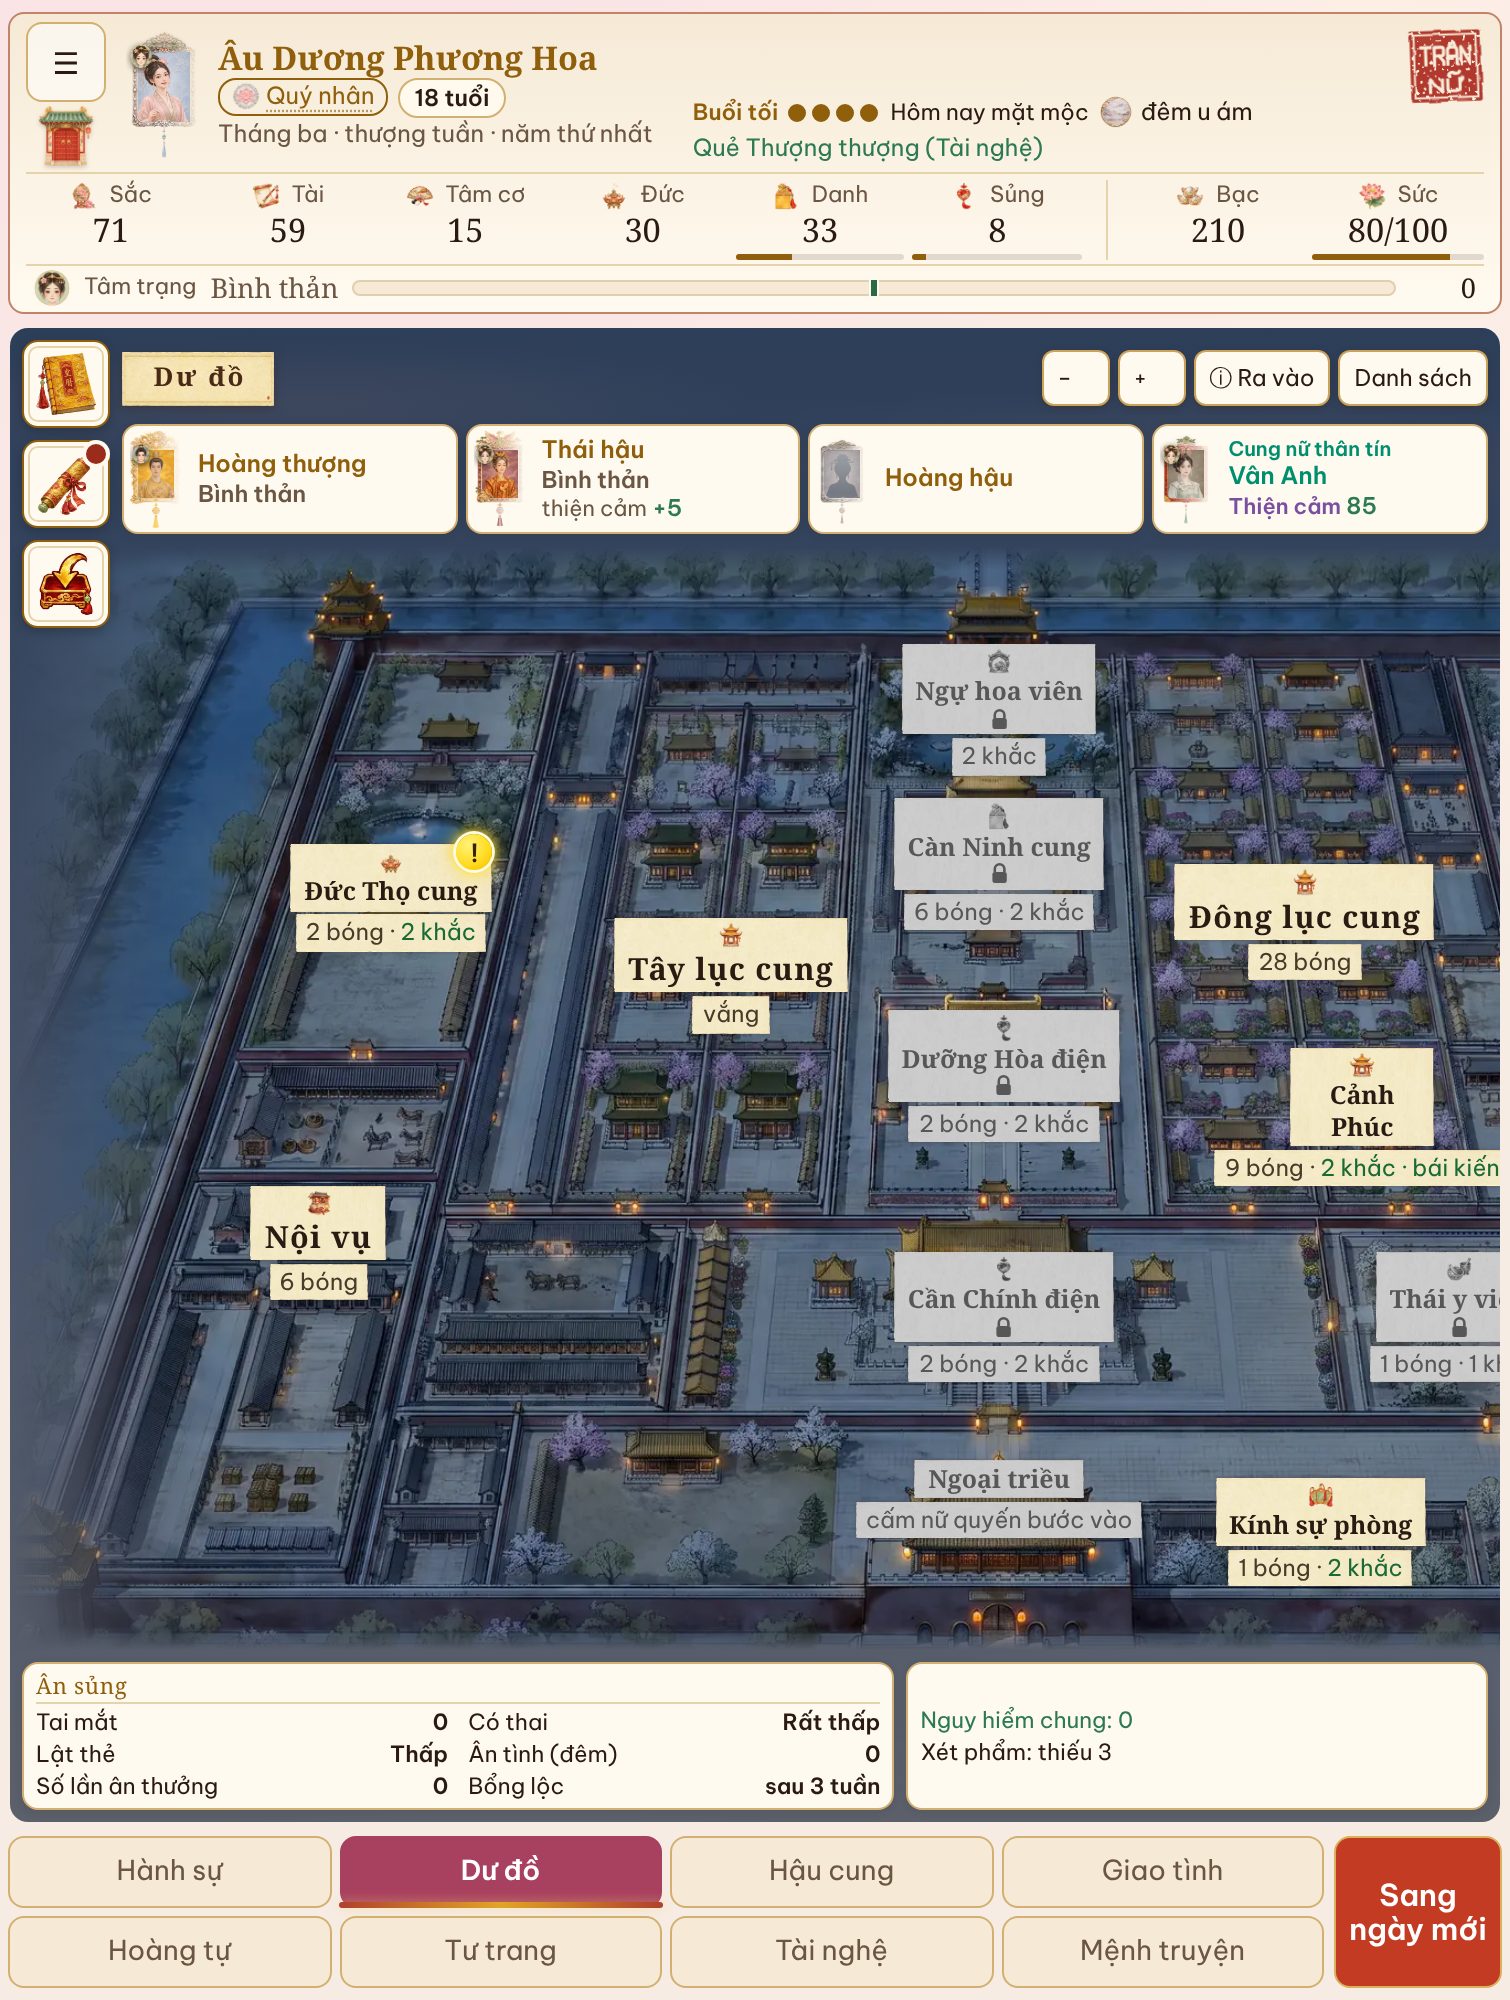 ☰
Âu Dương Phương Hoa
Quý nhân
18 tuổi
Tháng ba · thượng tuần · năm thứ nhất
Buổi tối
Hôm nay mặt mộc
đêm u ám
Quẻ Thượng thượng (Tài nghệ)
TRÂN NỮ
Sắc
71
Tài
59
Tâm cơ
15
Đức
30
Danh
33
Sủng
8
Bạc
210
Sức
80/100
Tâm trạng
Bình thản
0
Dư đồ
−
+
ⓘ Ra vào
Danh sách
Hoàng thượng
Bình thản
Thái hậu
Bình thản
thiện cảm +5
Hoàng hậu
Cung nữ thân tín
Vân Anh
Thiện cảm 85
Ngự hoa viên
2 khắc
Càn Ninh cung
6 bóng · 2 khắc
!
Đức Thọ cung
2 bóng · 2 khắc
Đông lục cung
28 bóng
Tây lục cung
vắng
Dưỡng Hòa điện
2 bóng · 2 khắc
Cảnh
Phúc
9 bóng · 2 khắc · bái kiến
Nội vụ
6 bóng
Cần Chính điện
2 bóng · 2 khắc
Thái y vi
1 bóng · 1 kh
Ngoại triều
cấm nữ quyến bước vào
Kính sự phòng
1 bóng · 2 khắc
Ân sủng
Tai mắt 0
Có thai Rất thấp
Lật thẻ Thấp
Ân tình (đêm) 0
Số lần ân thưởng 0
Bổng lộc sau 3 tuần
Nguy hiểm chung: 0
Xét phẩm: thiếu 3
Hành sự
Dư đồ
Hậu cung
Giao tình
Sang
ngày mới
Hoàng tự
Tư trang
Tài nghệ
Mệnh truyện